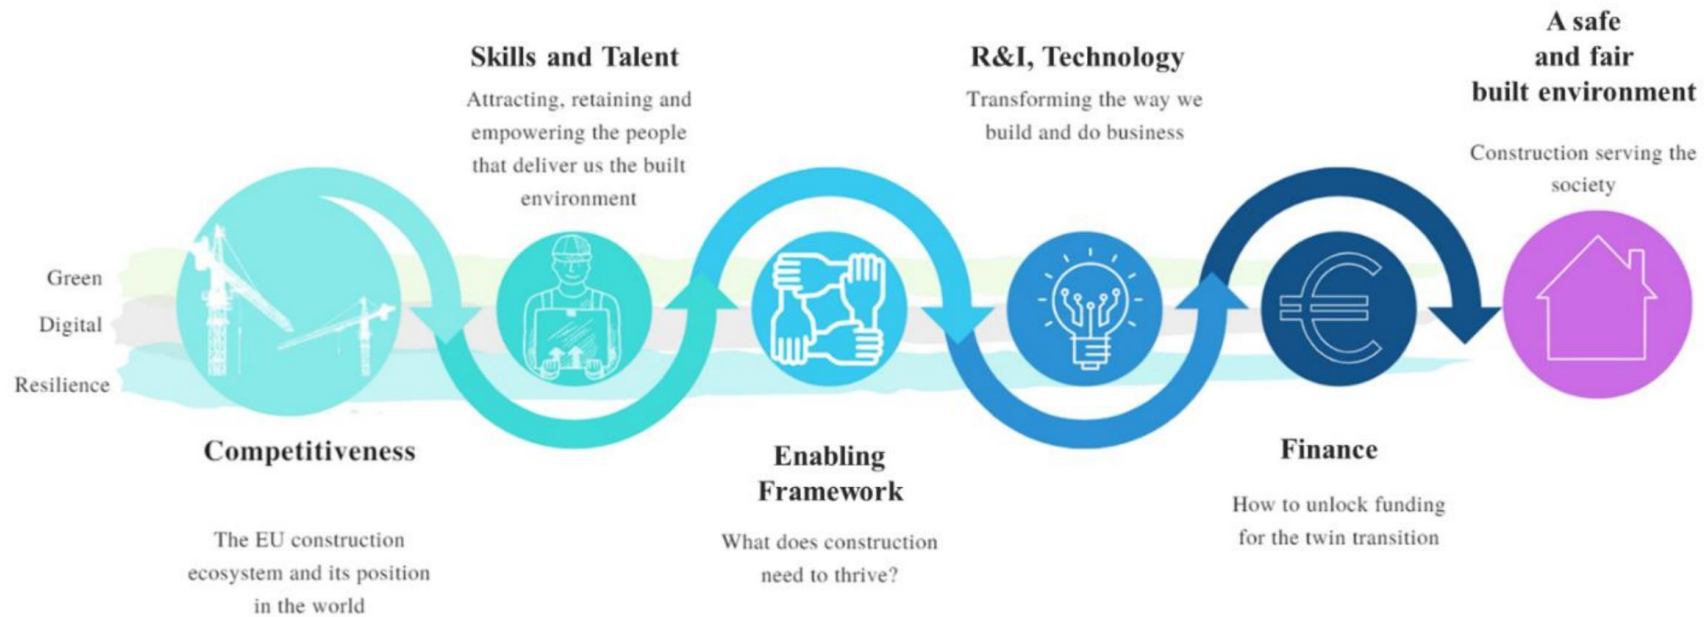 Green
Digital
Resilience
Competitiveness
The EU construction
ecosystem and its position
in the world
Skills and Talent
Attracting, retaining and
empowering the people
that deliver us the built
environment
Enabling
Framework
What does construction
need to thrive?
R&I, Technology
Transforming the way we
build and do business
Finance
How to unlock funding
for the twin transition
A safe
and fair
built environment
Construction serving the
society